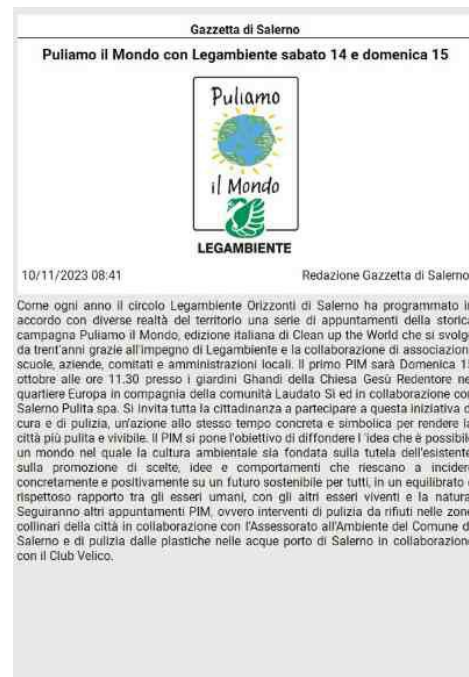 Gazzetta di Salerno
Puliamo il Mondo con Legambiente sabato 14 e domenica 15
Puliamo
il Mondo
LEGAMBIENTE
10/11/2023 08:41 Redazione Gazzetta di Salerno
Come ogni anno il circolo Legambiente Orizzonti di Salerno ha programmato i
accordo con diverse realtà del territorio una serie di appuntamenti della storica
campagna Puliamo il Mondo, edizione italiana di Clean up the World che si svolg
da trent'anni grazie all'impegno di Legambiente e la collaborazione di associazion
scuole, aziende, comitati e amministrazioni locali. Il primo PIM sarà Domenica 1
ottobre alle ore 11.30 presso i giardini Ghandi della Chiesa Gesù Redentore ne
quartiere Europa in compagnia della comunità Laudato Sì ed in collaborazione co
Salerno Pulita spa. Si invita tutta la cittadinanza a partecipare a questa iniziativa d
cura e di pulizia, un'azione allo stesso tempo concreta e simbolica per rendere la
città più pulita e vivibile. Il PIM si pone l'obiettivo di diffondere l 'idea che è possibil
un mondo nel quale la cultura ambientale sia fondata sulla tutela dell'esistente
sulla promozione di scelte, idee e comportamenti che riescano a incider
concretamente e positivamente su un futuro sostenibile per tutti, in un equilibrato
rispettoso rapporto tra gli esseri umani, con gli altri esseri viventi e la natura
Seguiranno altri appuntamenti PIM, ovvero interventi di pulizia da rifiuti nelle zone
collinari della città in collaborazione con l'Assessorato all'Ambiente del Comune d
Salerno e di pulizia dalle plastiche nelle acque porto di Salerno in collaborazione
con il Club Velico.